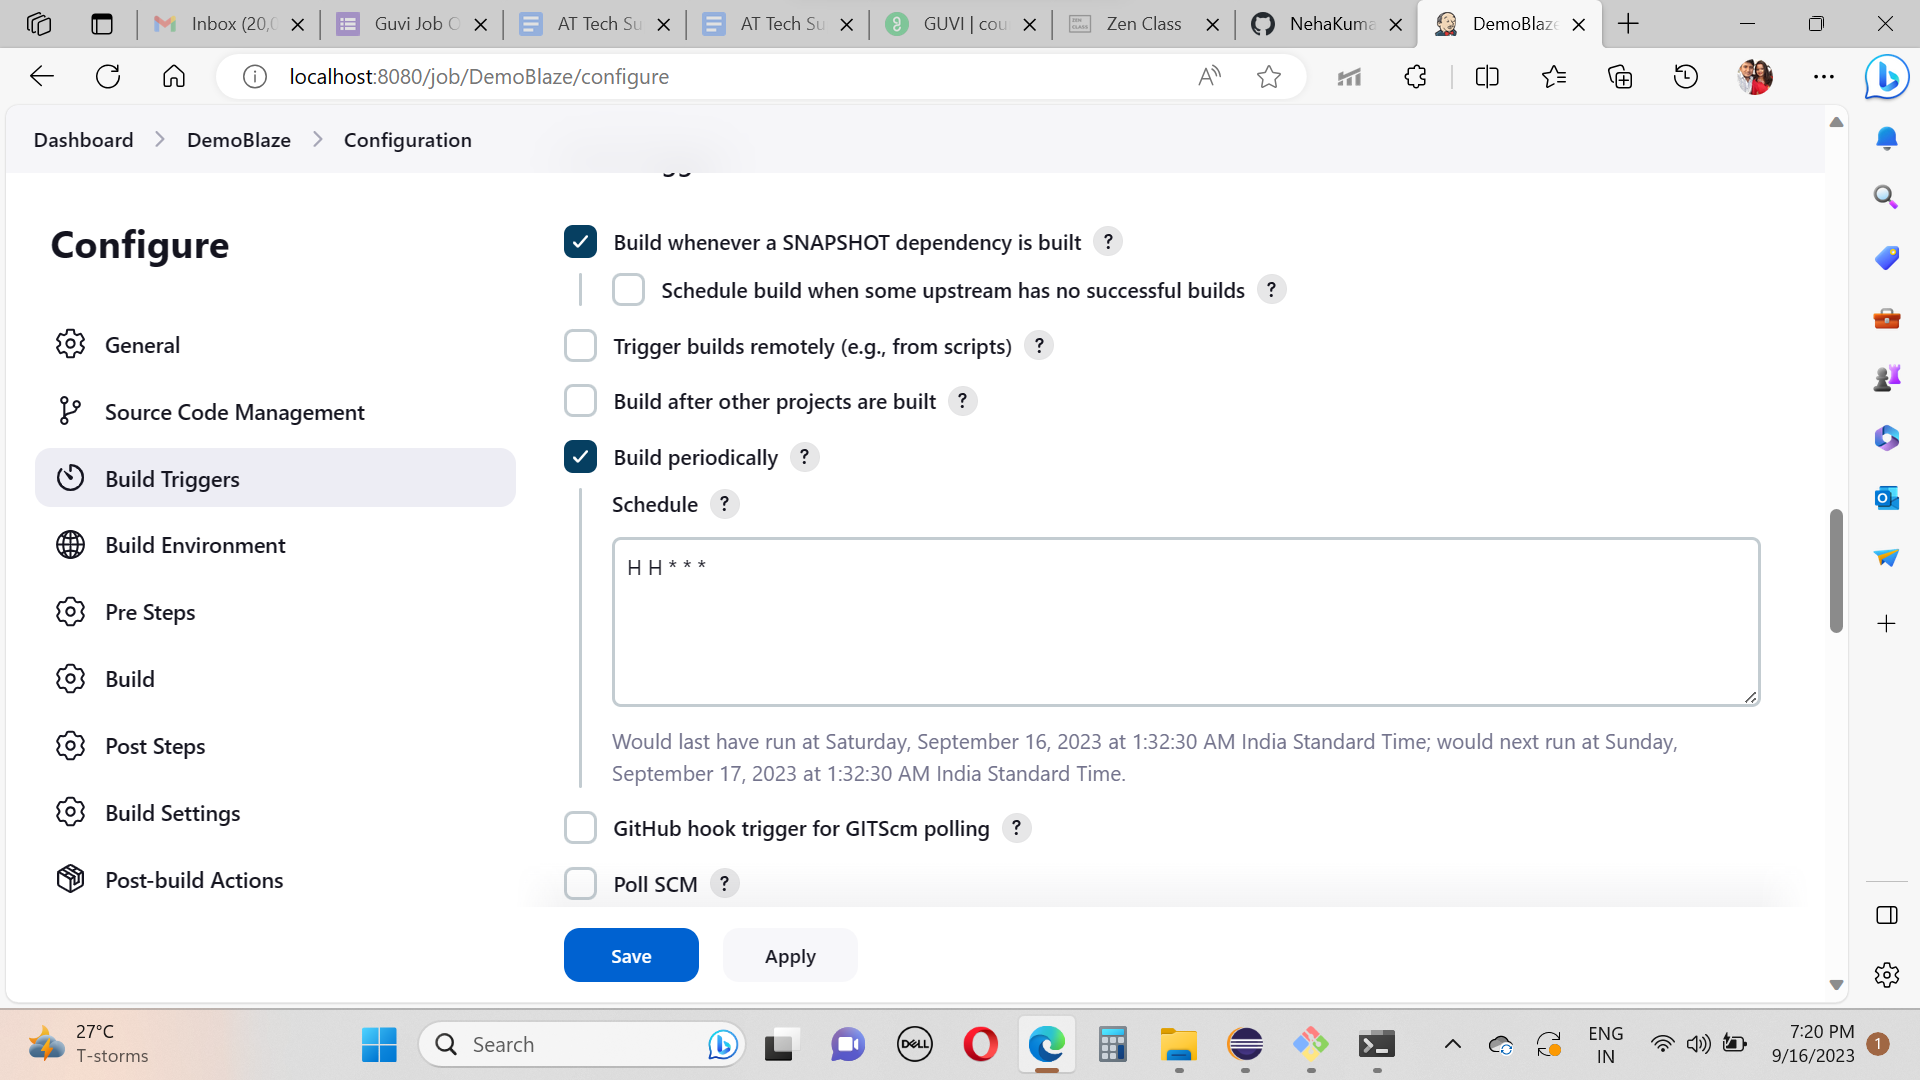 Inbox (20,0
Guvi Job O
AT Tech Su
AT Tech Su
GUVI | cou
Zen Class
NehaKuma
DemoBlaze
localhost:8080/job/DemoBlaze/configure
Dashboard
DemoBlaze
Configuration
Configure
General
Source Code Management
Build Triggers
Build Environment
Pre Steps
Build
Post Steps
Build Settings
Post-build Actions
Build whenever a SNAPSHOT dependency is built ?
Schedule build when some upstream has no successful builds ?
Trigger builds remotely (e.g., from scripts) ?
Build after other projects are built ?
Build periodically ?
Schedule ?
H H * * *
Would last have run at Saturday, September 16, 2023 at 1:32:30 AM India Standard Time; would next run at Sunday,
September 17, 2023 at 1:32:30 AM India Standard Time.
GitHub hook trigger for GITScm polling ?
Poll SCM ?
Save
Apply
27°C
T-storms
Search
DELL
ENG
IN
7:20 PM
9/16/2023
1